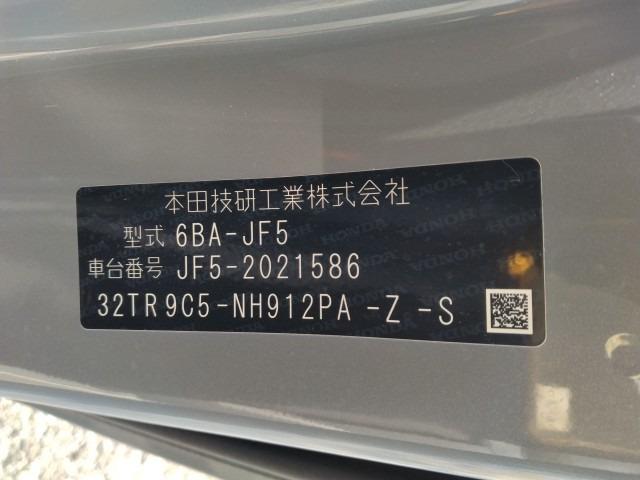 本田技研工業株式会社
型式 6BA-JF5
車台番号 JF5-2021586
32TR9C5-NH912PA -Z -S